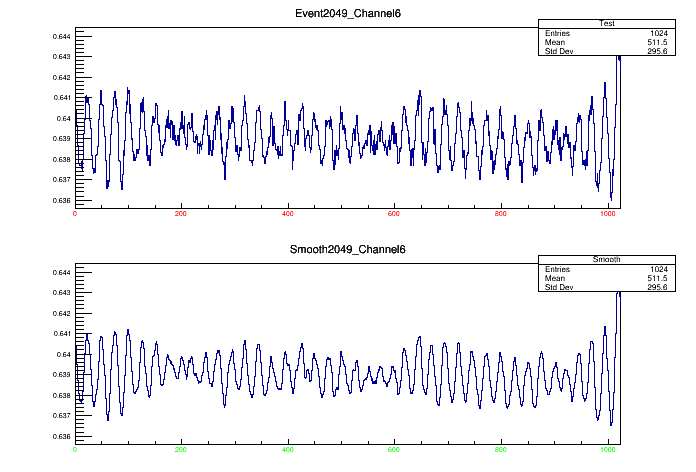 Event2049_Channel6
Test
Entries 1024
Mean 511.5
Std Dev 295.6
0.644
0.643
0.642
0.641
0.64
0.639
0.638
0.637
0.636
0 200 400 600 800 1000
Smooth2049_Channel6
Smooth
Entries 1024
Mean 511.5
Std Dev 295.6
0.644
0.643
0.642
0.641
0.64
0.639
0.638
0.637
0.636
0 200 400 600 800 1000